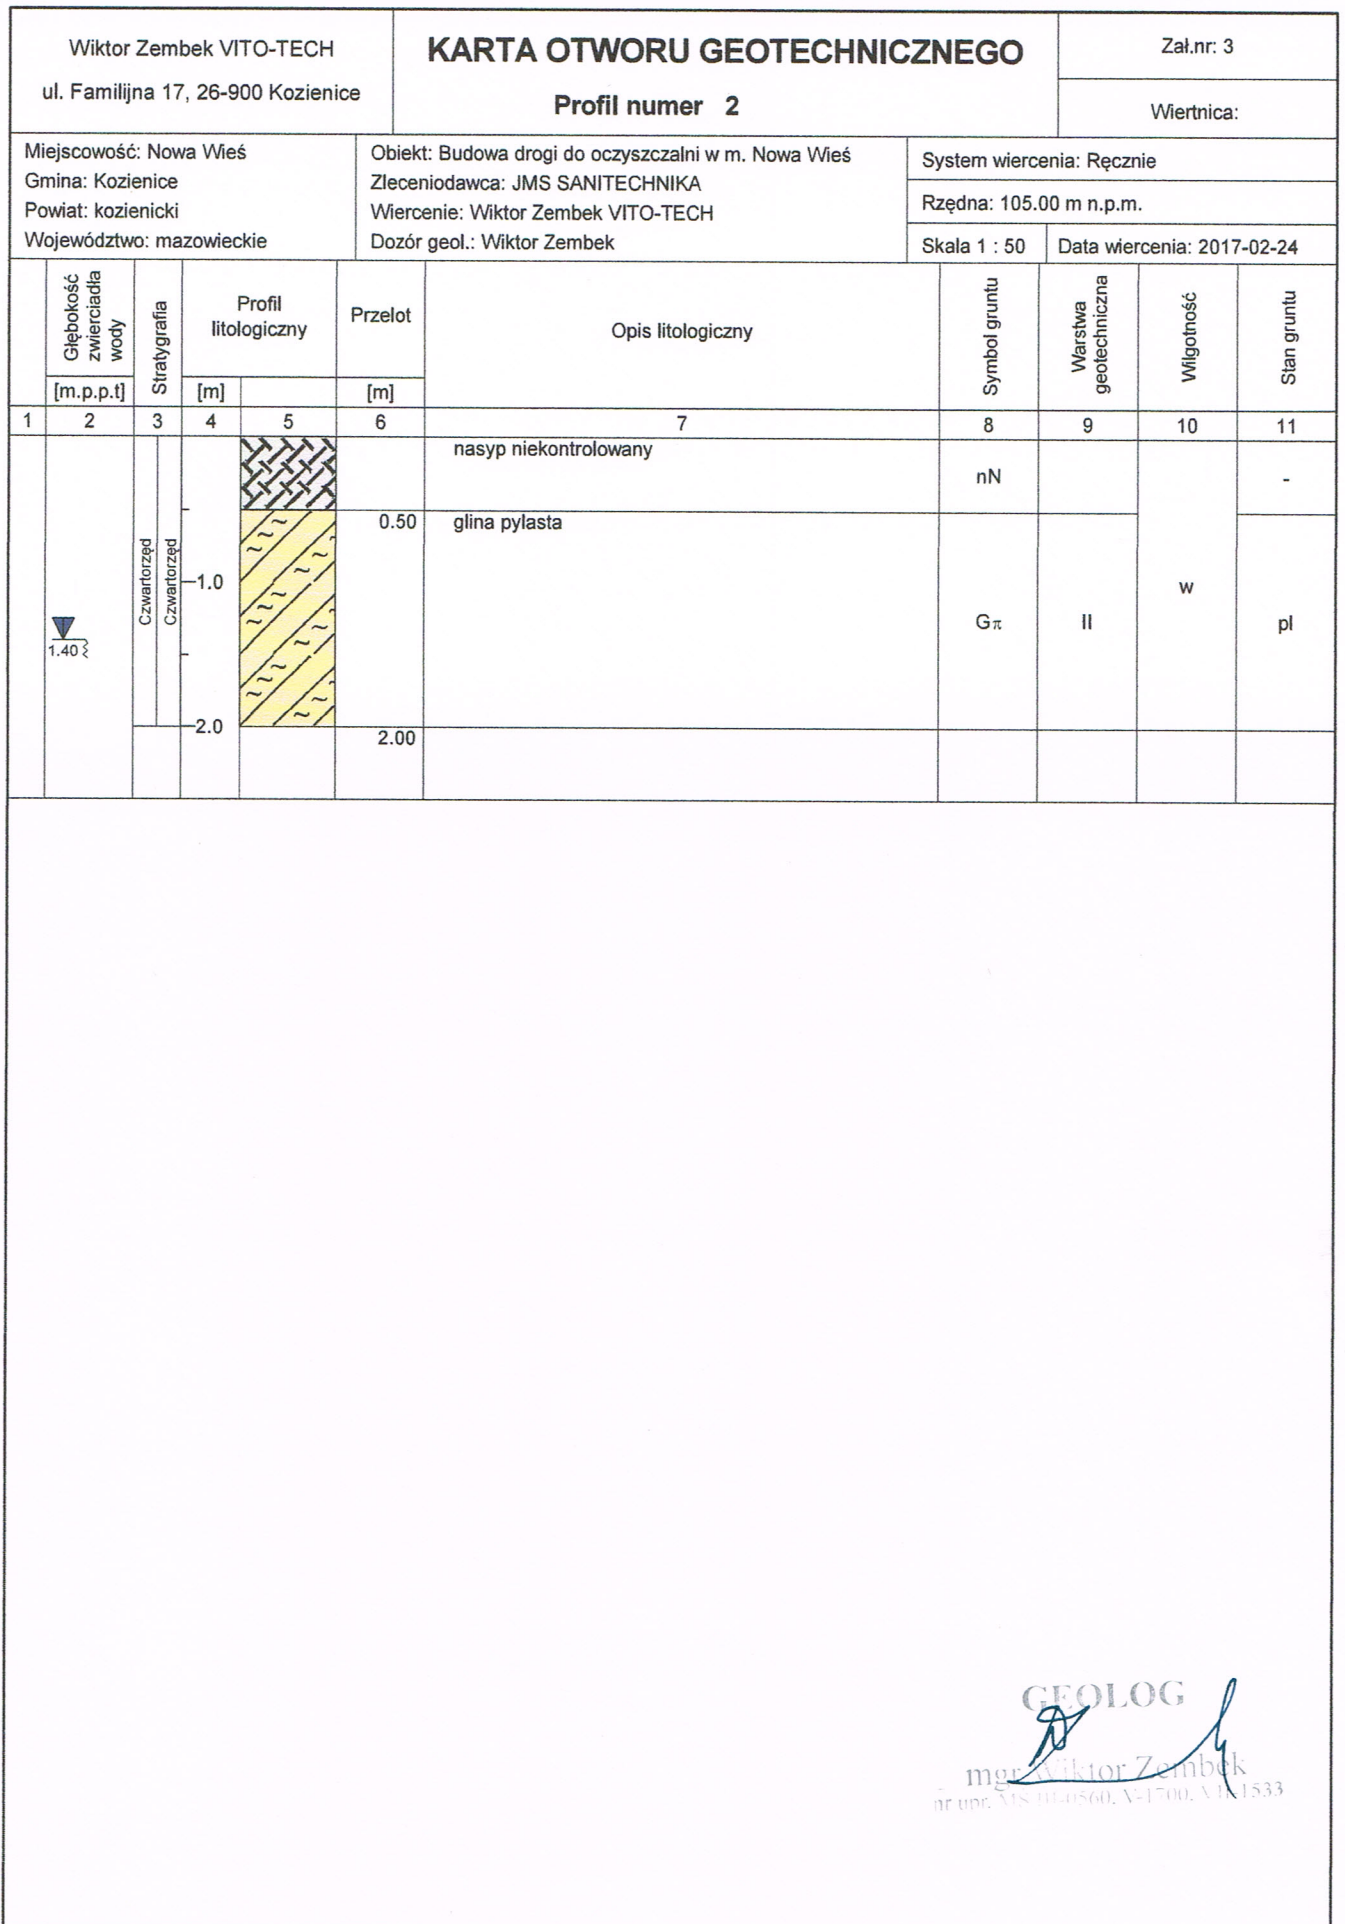 Wiktor Zembek VITO-TECH
ul. Familijna 17, 26-900 Kozienice
KARTA OTWORU GEOTECHNICZNEGO
Profil numer 2
Zał.nr: 3
Wiertnica:
Miejscowość: Nowa Wieś
Gmina: Kozienice
Powiat: kozienicki
Województwo: mazowieckie
Obiekt: Budowa drogi do oczyszczalni w m. Nowa Wieś
Zleceniodawca: JMS SANITECHNIKA
Wiercenie: Wiktor Zembek VITO-TECH
Dozór geol.: Wiktor Zembek
System wiercenia: Ręcznie
Rzędna: 105.00 m n.p.m.
Skala 1 : 50
Data wiercenia: 2017-02-24
Głębokość
zwierciadła
wody
[m.p.p.t]
Stratygrafia
Profil
litologiczny
[m]
Przelot
[m]
Opis litologiczny
Symbol gruntu
Warstwa
geotechniczna
Wilgotność
Stan gruntu
1 2 3 4 5 6 7 8 9 10 11
nasyp niekontrolowany
nN
-
0.50
glina pylasta
Czwartorzęd
Czwartorzęd
1.0
w
1.40
Gπ
II
pl
2.0
2.00
GEOLOG
mgr Wiktor Zembek
nr upr. V-1700, 1533